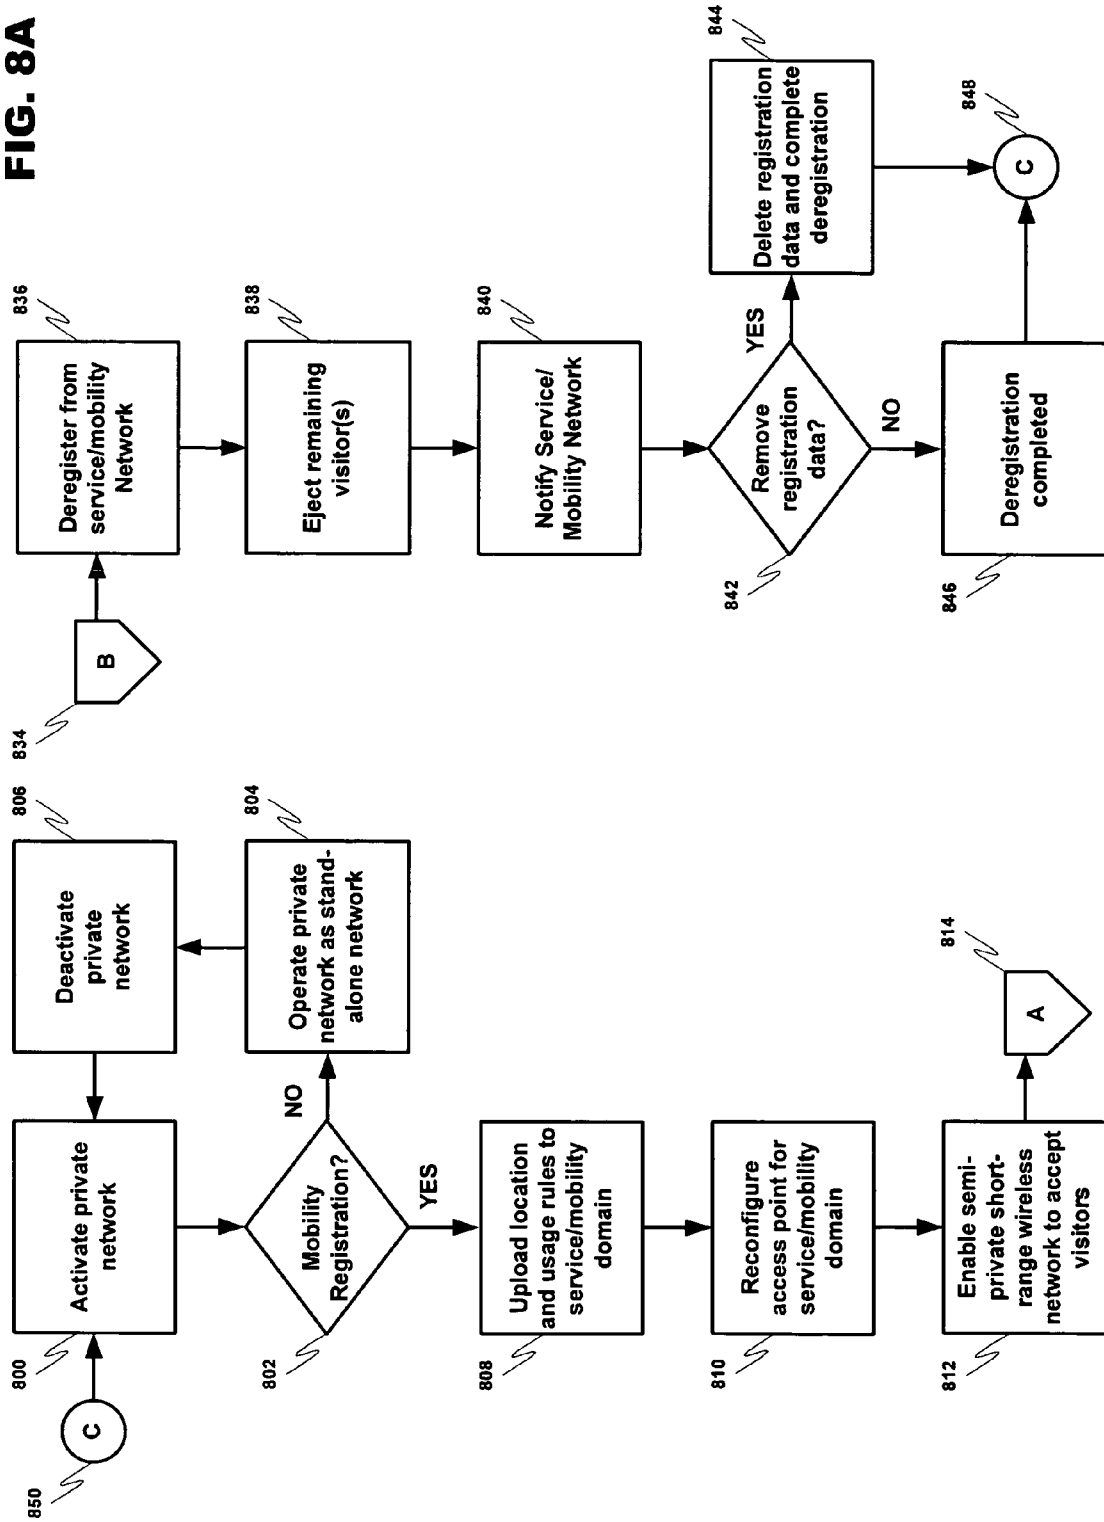 FIG. 8A
850
C
800
Activate private
network
806
Deactivate
private
network
802
Mobility
Registration?
NO
804
Operate private
network as stand-
alone network
YES
808
Upload location
and usage rules to
service/mobility
domain
810
Reconfigure
access point for
service/mobility
domain
812
Enable semi-
private short-
range wireless
network to accept
visitors
814
A
834
B
836
Deregister from
service/mobility
Network
838
Eject remaining
visitor(s)
840
Notify Service/
Mobility Network
842
Remove
registration
data?
YES
844
Delete registration
data and complete
deregistration
NO
846
Deregistration
completed
848
C